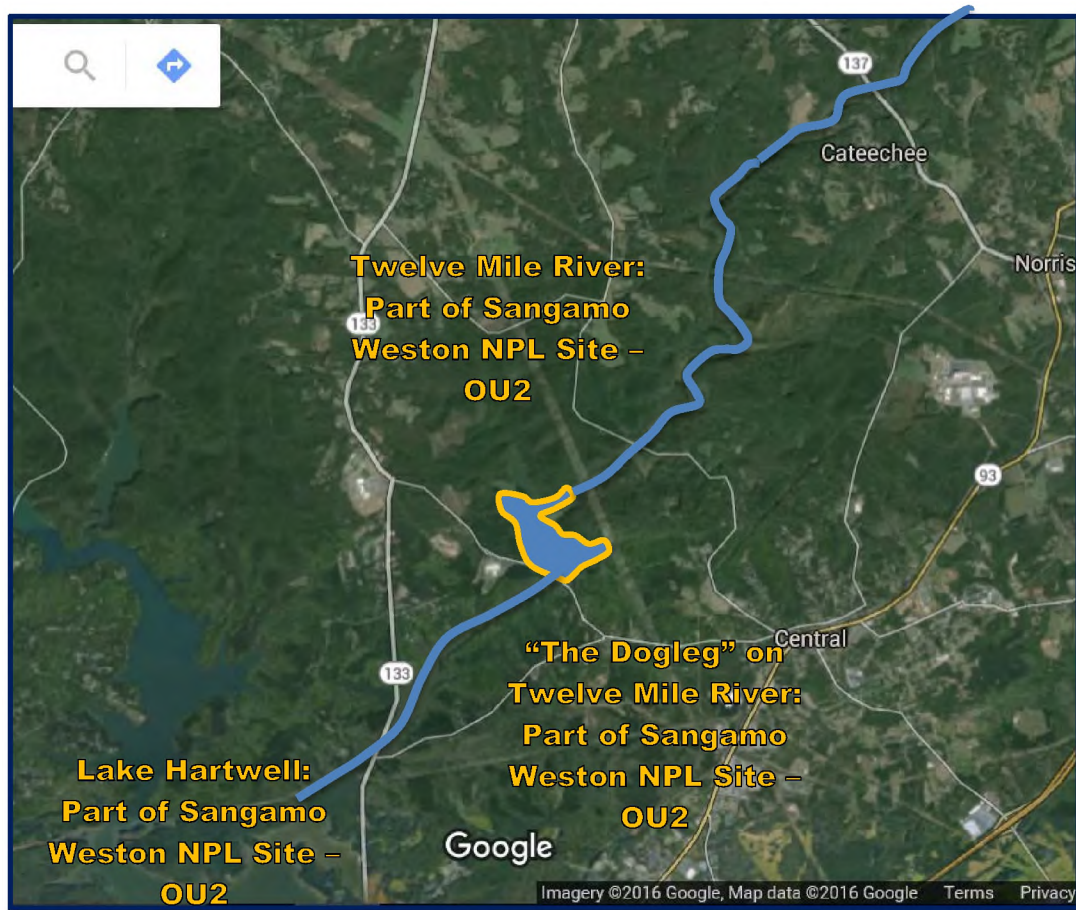 137
Cateechee
Norris
Twelve Mile River:
Part of Sangamo
133
Weston NPL Site –
OU2
93
Central
"The Dogleg" on
133
Twelve Mile River:
Part of Sangamo
Weston NPL Site –
OU2
Lake Hartwell:
Part of Sangamo
Weston NPL Site –
OU2
Google
Imagery ©2016 Google, Map data ©2016 Google Terms Privacy